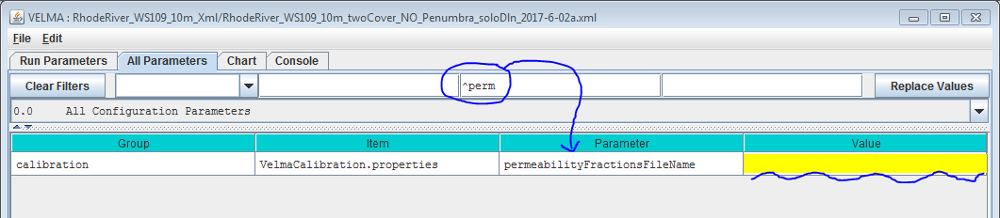 VELMA : RhodeRiver_WS109_10m_Xml/RhodeRiver_WS109_10m_twoCover_NO_Penumbra_soloDIn_2017-6-02a.xml
File Edit
Run Parameters All Parameters Chart Console
Clear Filters ^perm Replace Values
0.0 All Configuration Parameters
Group Item Parameter Value
calibration VelmaCalibration.properties permeabilityFractionsFileName